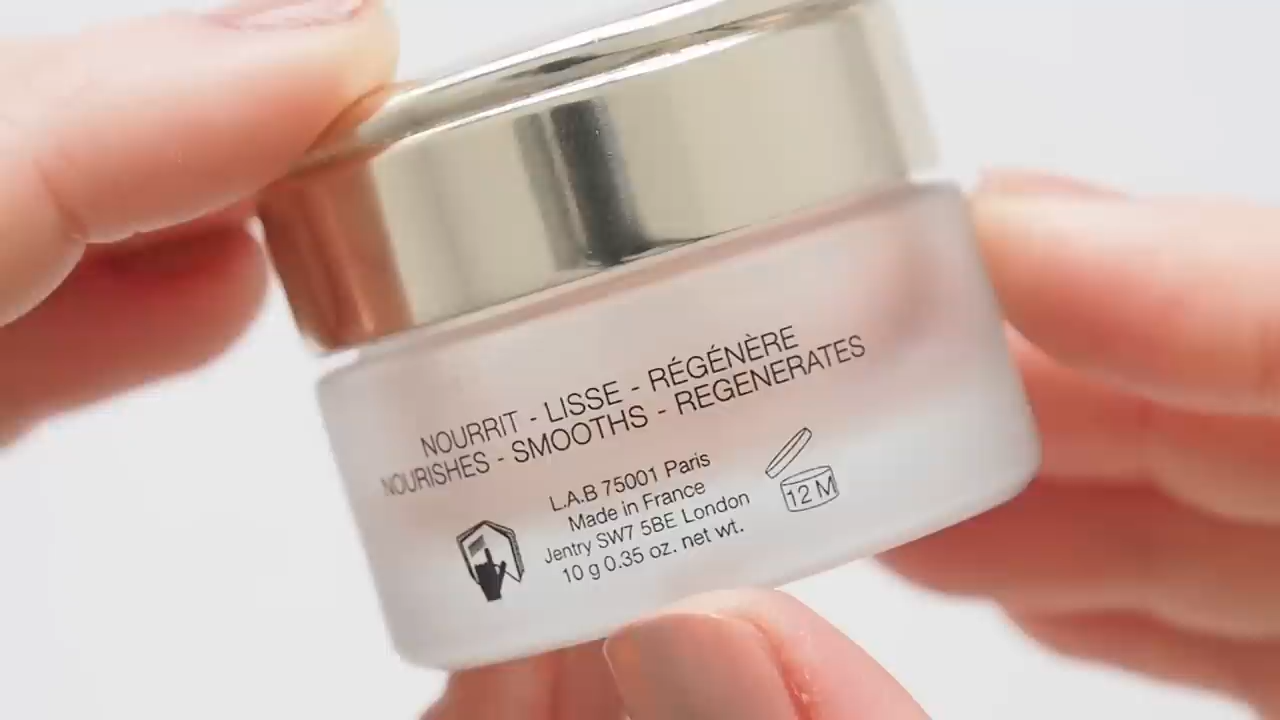 NOURRIT - LISSE - RÉGÉNÈRE
NOURISHES - SMOOTHS - REGENERATES
L.A.B 75001 Paris
Made in France
Jentry SW7 5BE London
10 g 0.35 oz. net wt.
12 M